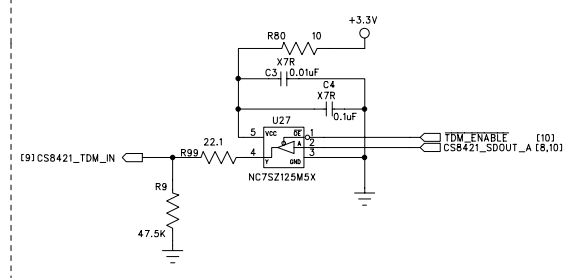 +3.3V
R80 10
X7R
C3 0.01uF
C4
X7R
0.1uF
U27
5 VCC OE 1 TDM_ENABLE [10]
22.1 A 2 CS8421_SDOUT_A [8,10]
[9] CS8421_TDM_IN R99 4 Y GND 3
NC7SZ125M5X
R9
47.5K